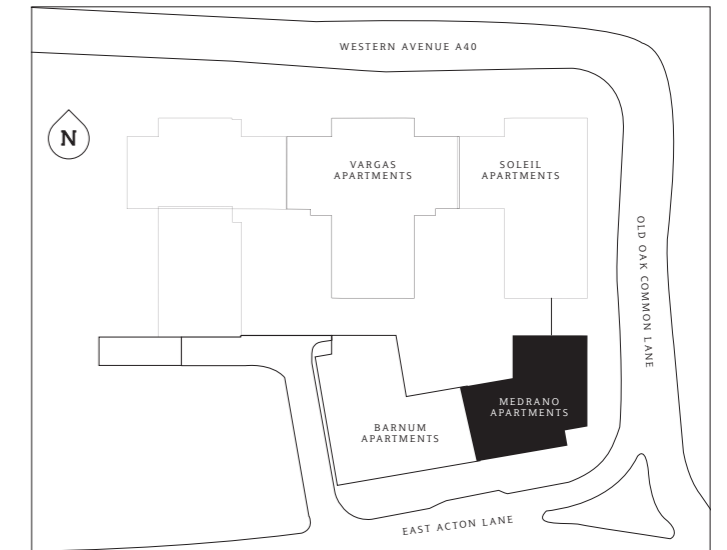 WESTERN AVENUE A40
N
VARGAS
APARTMENTS
SOLEIL
APARTMENTS
OLD OAK COMMON LANE
MEDRANO
APARTMENTS
BARNUM
APARTMENTS
EAST ACTON LANE